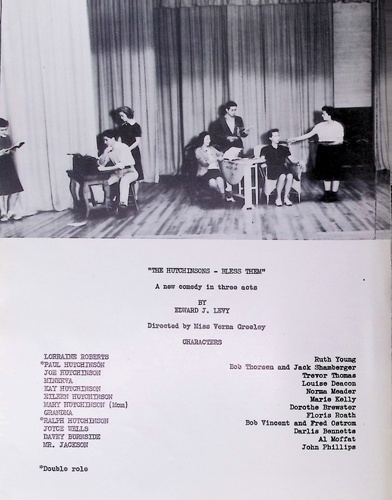 "THE HUTCHINSONS - BLESS THEM"
A new comedy in three acts
BY
EDWARD J. LEVY
Directed by Miss Verna Greeley
CHARACTERS
LORRAINE ROBERTS Ruth Young
*PAUL HUTCHINSON Bob Thorsen and Jack Shamberger
JOE HUTCHINSON Trevor Thomas
MINERVA Louise Deacon
KAY HUTCHINSON Norma Meader
EILEEN HUTCHINSON Marie Kelly
MARY HUTCHINSON (Mom) Dorothe Brewster
GRANDMA Floris Roath
*RALPH HUTCHINSON Bob Vincent and Fred Ostrom
JOYCE WELLS Darlis Bennetts
DAVEY BURNSIDE Al Moffat
MR. JACKSON John Phillips
*Double role